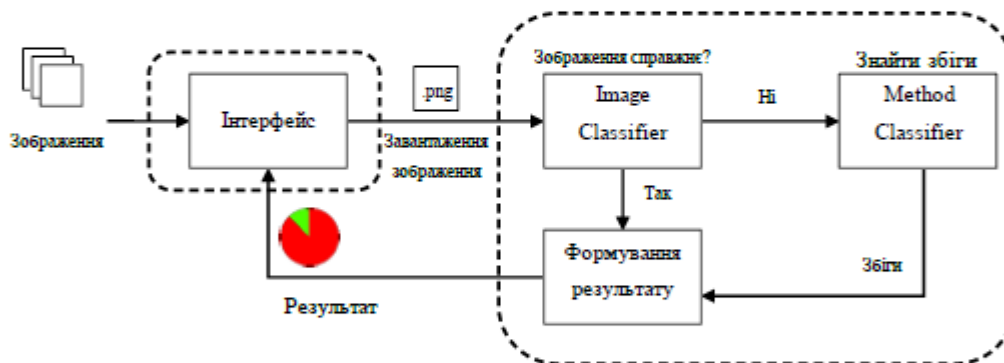 Зображення
Інтерфейс
.png
Завантаження
зображення
Зображення справжнє?
Image
Classifier
Ні
Знайти збіги
Method
Classifier
Так
Збіги
Формування
результату
Результат